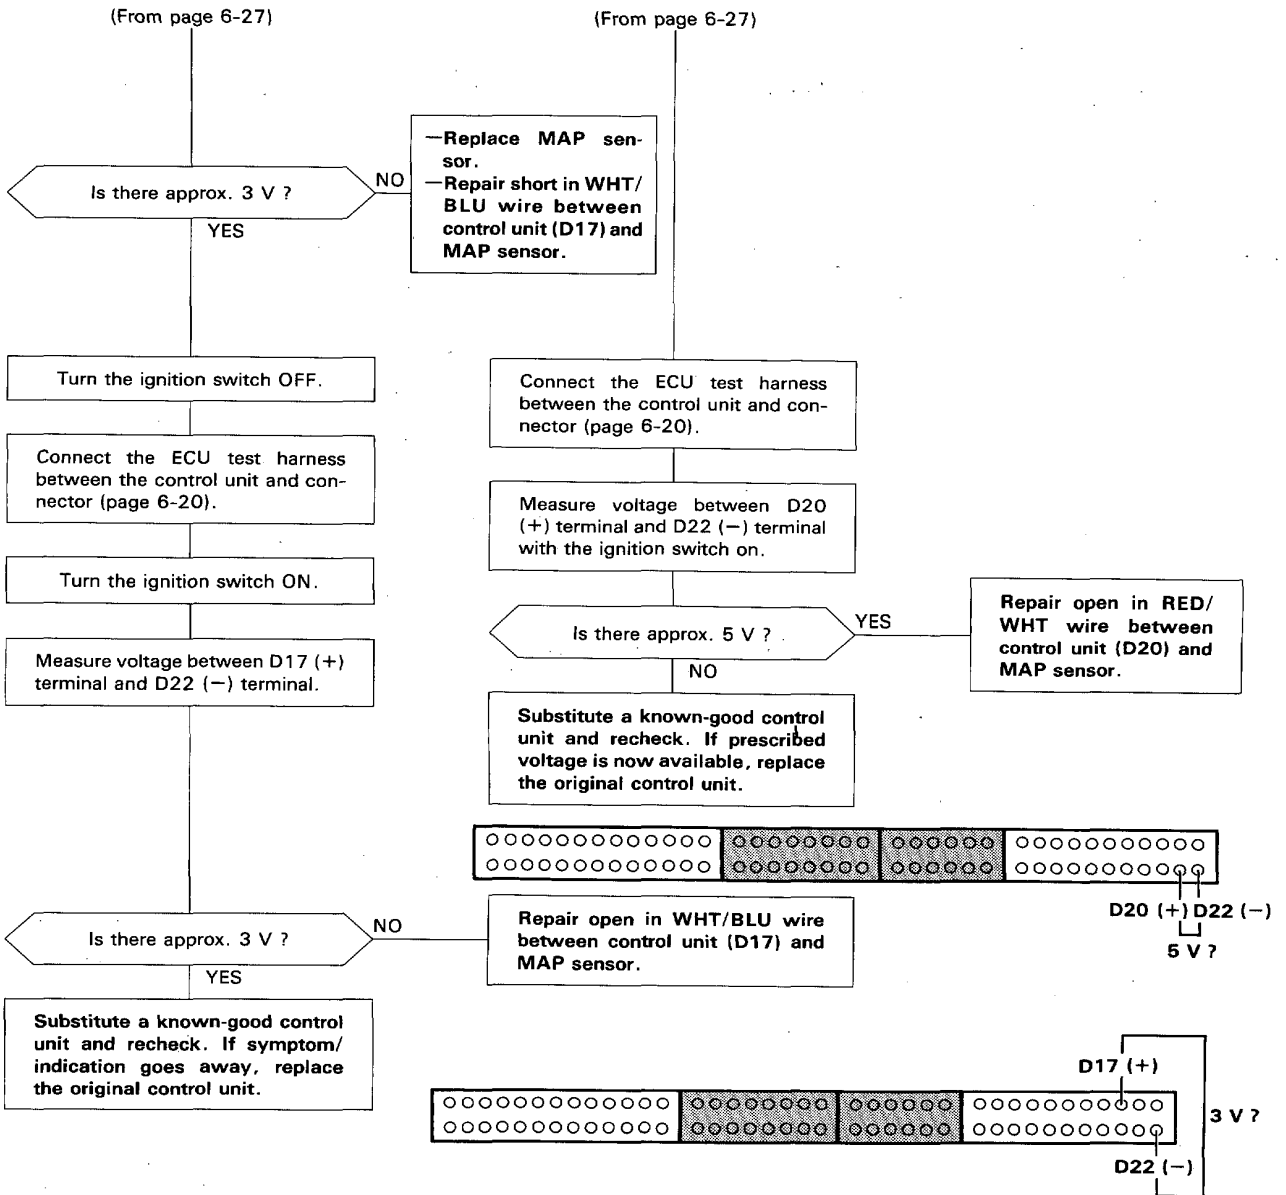 (From page 6-27)
Is there approx. 3 V ?
NO
—Replace MAP sen-
sor.
—Repair short in WHT/
BLU wire between
control unit (D17) and
MAP sensor.
YES
Turn the ignition switch OFF.
Connect the ECU test harness
between the control unit and con-
nector (page 6-20).
Turn the ignition switch ON.
Measure voltage between D17 (+)
terminal and D22 (−) terminal.
Is there approx. 3 V ?
NO
Repair open in WHT/BLU wire
between control unit (D17) and
MAP sensor.
YES
Substitute a known-good control
unit and recheck. If symptom/
indication goes away, replace
the original control unit.
(From page 6-27)
Connect the ECU test harness
between the control unit and con-
nector (page 6-20).
Measure voltage between D20
(+) terminal and D22 (−) terminal
with the ignition switch on.
Is there approx. 5 V ?
YES
Repair open in RED/
WHT wire between
control unit (D20) and
MAP sensor.
NO
Substitute a known-good control
unit and recheck. If prescribed
voltage is now available, replace
the original control unit.
D20 (+) D22 (−)
5 V ?
D17 (+)
3 V ?
D22 (−)